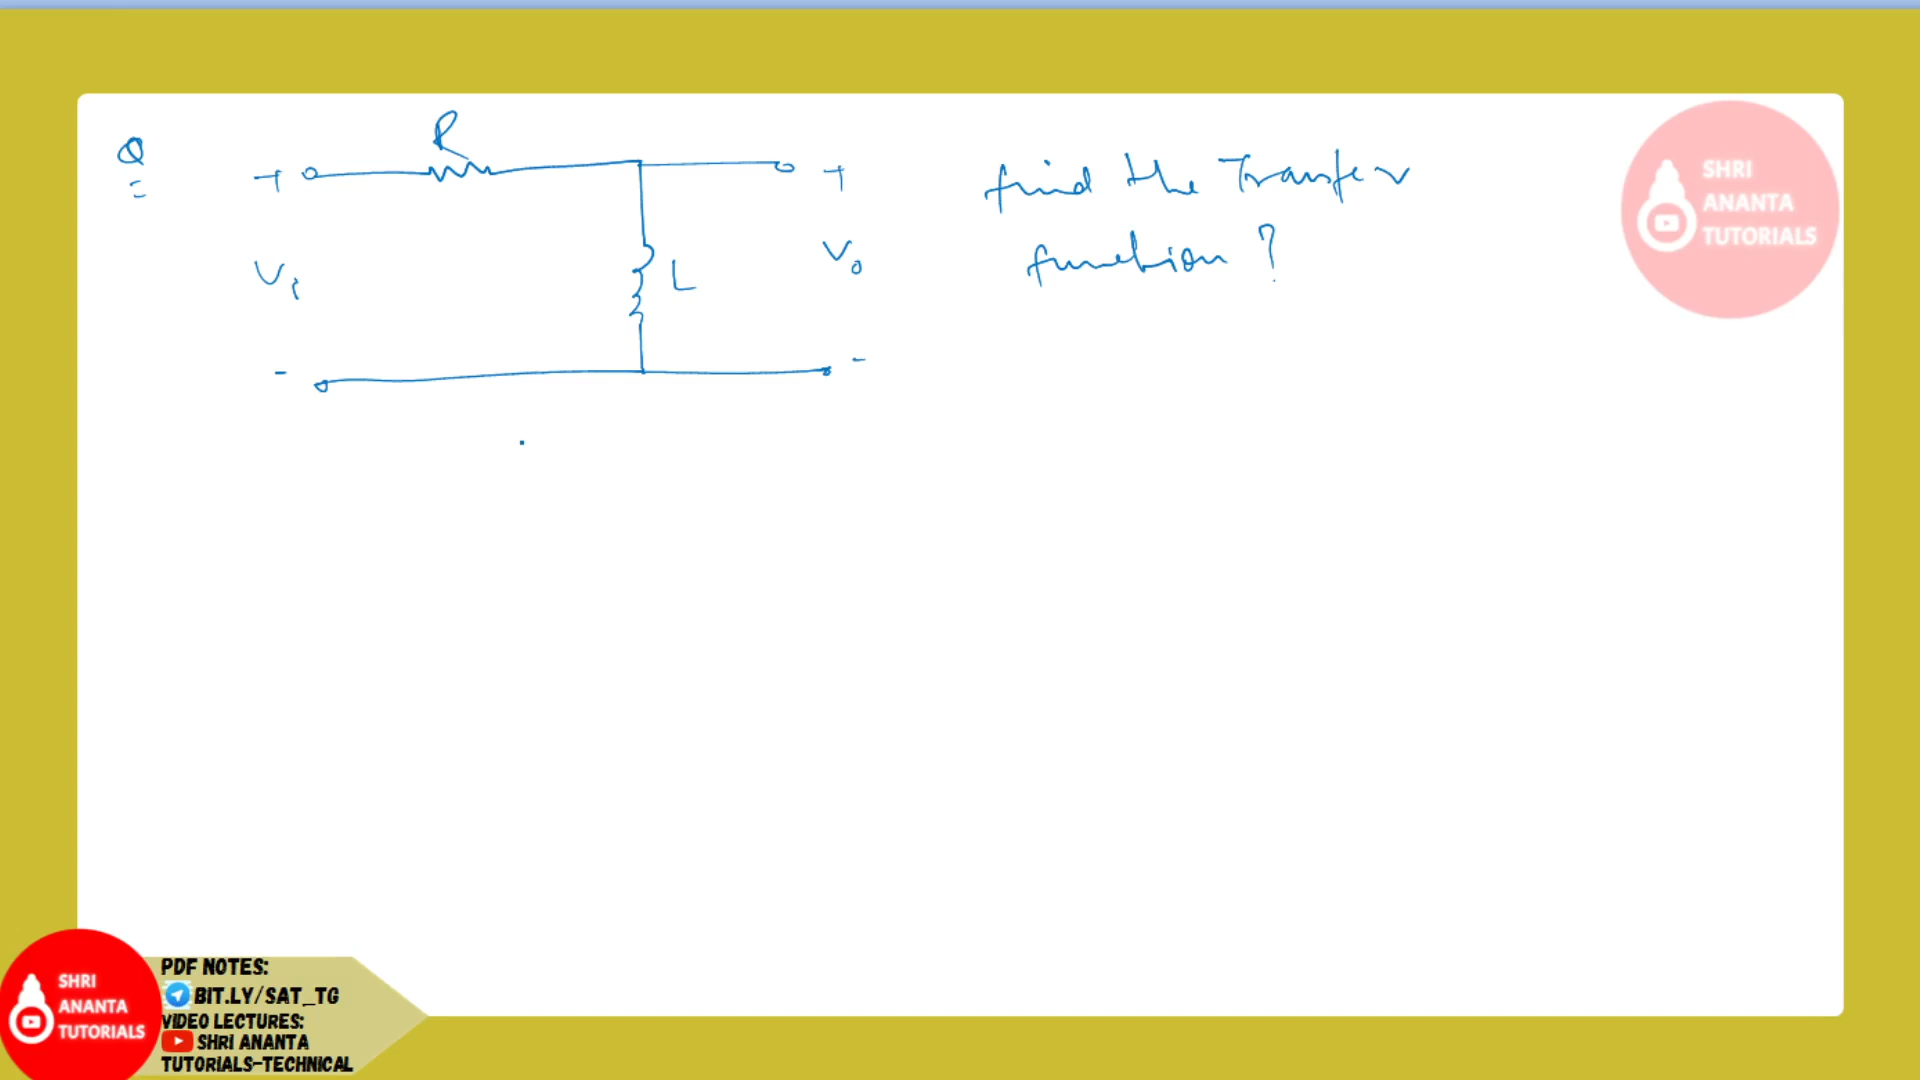 Q
R
+
+
find the Transfer
function ?
Vi
L
Vo
-
-
SHRI
ANANTA
TUTORIALS
SHRI
ANANTA
TUTORIALS
PDF NOTES:
BIT.LY/SAT_TG
VIDEO LECTURES:
SHRI ANANTA
TUTORIALS-TECHNICAL